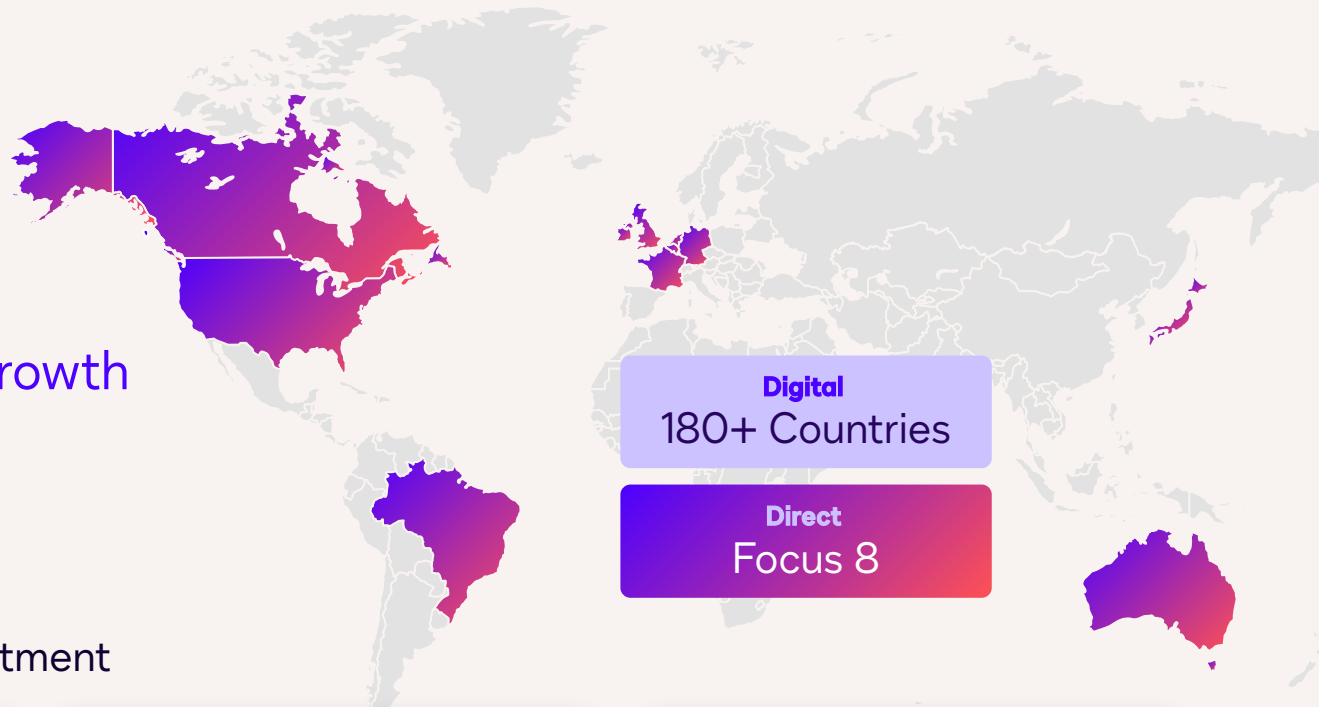 rowth
Digital
180+ Countries
Direct
Focus 8
tment